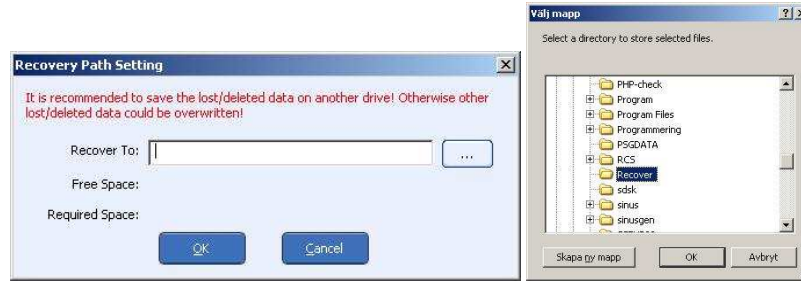 Recovery Path Setting
It is recommended to save the lost/deleted data on another drive! Otherwise other
lost/deleted data could be overwritten!
Recover To:
...
Free Space:
Required Space:
OK
Cancel
Välj mapp
Select a directory to store selected files.
PHP-check
Program
Program Files
Programmering
PSGDATA
RCS
Recover
sdsk
sinus
sinusgen
Skapa ny mapp
OK
Avbryt